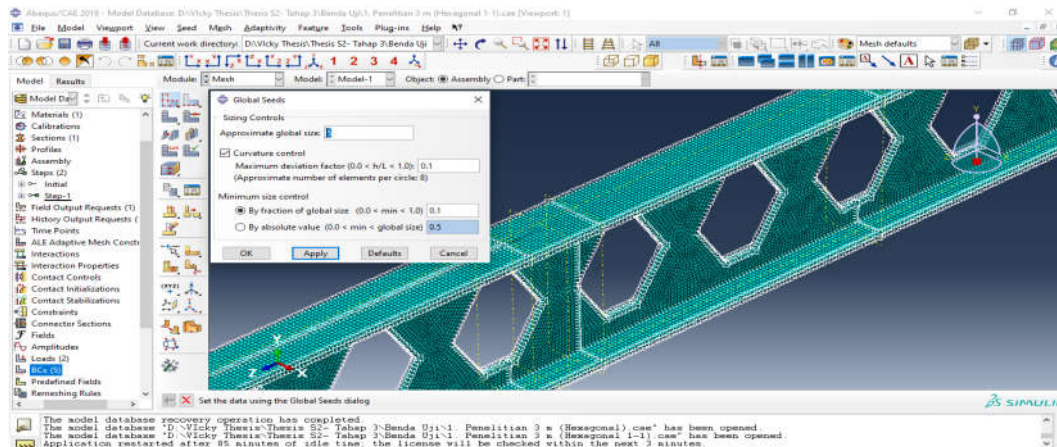 Abaqus/CAE 2019 - Model Database: D:\VIcky Thesis\Thesis S2- Tahap 3\Benda Uji\1. Penelitian 3 m (Hexagonal 1-1).cae [Viewport: 1]
File Model Viewport View Seed Mesh Adaptivity Feature Tools Plug-ins Help
Current work directory: D:\VIcky Thesis\Thesis S2- Tahap 3\Benda Uji
1 2 3 4
All
Mesh defaults
Model Results
Module: Mesh Model: Model-1 Object: Assembly Part:
Model Da
Materials (1)
Calibrations
Sections (1)
Profiles
Assembly
Steps (2)
Initial
Step-1
Field Output Requests (1)
History Output Requests (
Time Points
ALE Adaptive Mesh Constr
Interactions
Interaction Properties
Contact Controls
Contact Initializations
Contact Stabilizations
Constraints
Connector Sections
Fields
Amplitudes
Loads (2)
BCs (5)
Predefined Fields
Remeshing Rules
Global Seeds
Sizing Controls
Approximate global size:
Curvature control
Maximum deviation factor (0.0 < h/L < 1.0): 0.1
(Approximate number of elements per circle: 8)
Minimum size control
By fraction of global size (0.0 < min < 1.0) 0.1
By absolute value (0.0 < min < global size) 0.5
OK Apply Defaults Cancel
Y
Z X
Set the data using the Global Seeds dialog
SIMULIA
The model database recovery operation has completed.
The model database "D:\VIcky Thesis\Thesis S2- Tahap 3\Benda Uji\1. Penelitian 3 m (Hexagonal).cae" has been opened.
The model database "D:\VIcky Thesis\Thesis S2- Tahap 3\Benda Uji\1. Penelitian 3 m (Hexagonal 1-1).cae" has been opened.
Application restarted after 85 minutes of idle time; the license will be checked within the next 3 minutes.